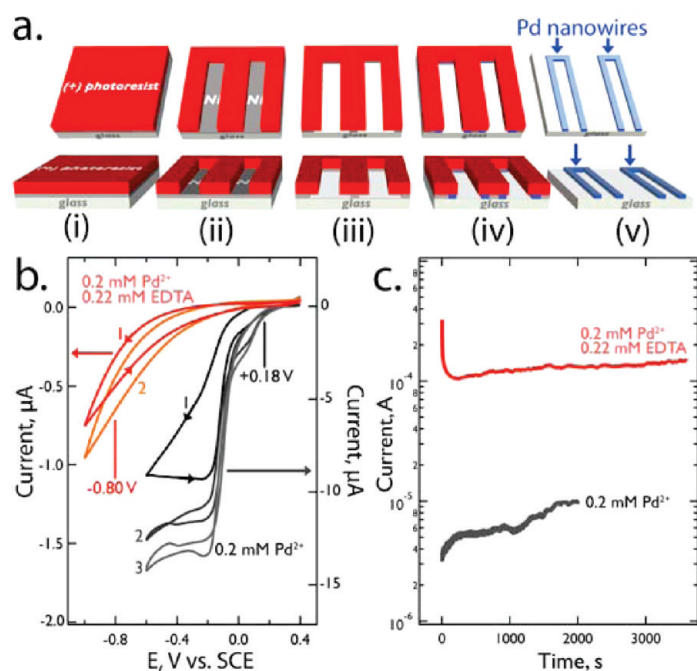 a.
Pd nanowires
(+) photoresist
Ni
Ni
glass
glass
glass
glass
glass
(i) (ii) (iii) (iv) (v)
b.
0.2 mM Pd²⁺
0.22 mM EDTA
1
2
-0.80 V
+0.18 V
1
2
3
0.2 mM Pd²⁺
Current, µA
0.0
-0.5
-1.0
-1.5
-2.0
Current, µA
0
-5
-10
-15
-0.8 -0.4 0.0 0.4
E, V vs. SCE
c.
0.2 mM Pd²⁺
0.22 mM EDTA
0.2 mM Pd²⁺
Current, A
10⁻³
10⁻⁴
10⁻⁵
10⁻⁶
0 1000 2000 3000
Time, s